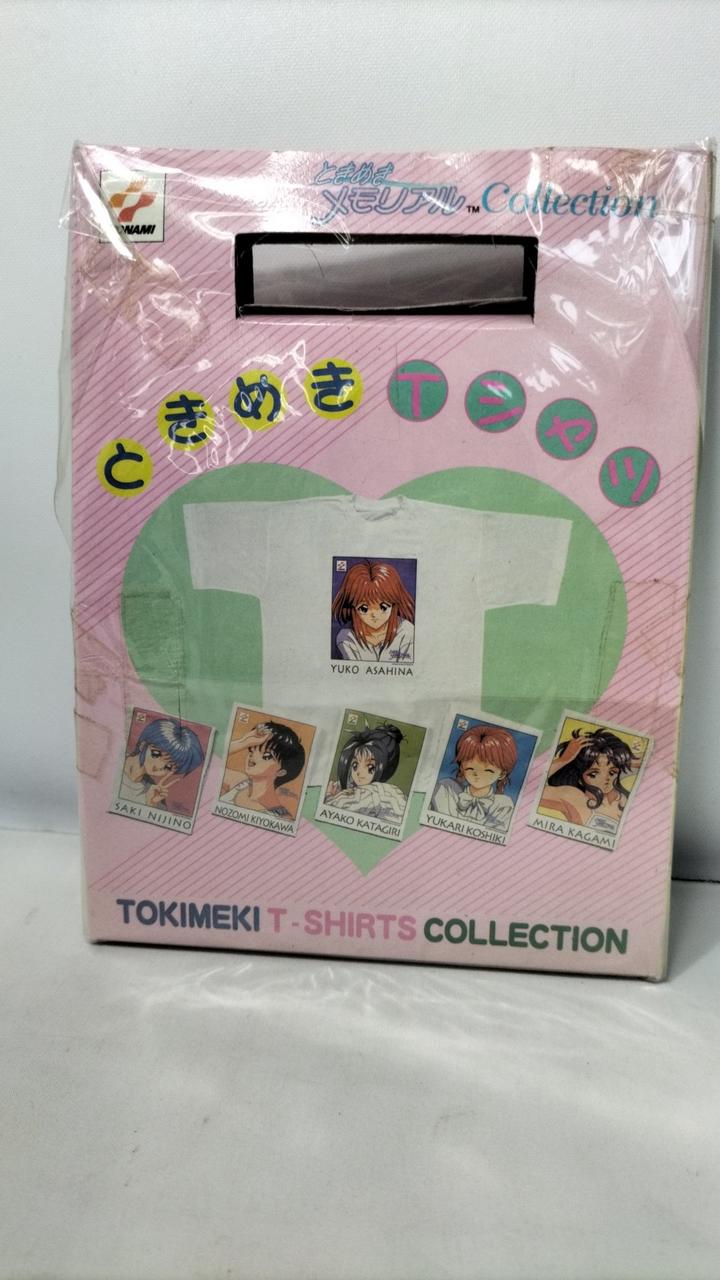 KONAMI
ときめき
メモリアル™ Collection
ときめきTシャツ
YUKO ASAHINA
SAKI NIJINO
NOZOMI KIYOKAWA
AYAKO KATAGIRI
YUKARI KOSHIKI
MIRA KAGAMI
TOKIMEKI T-SHIRTS COLLECTION